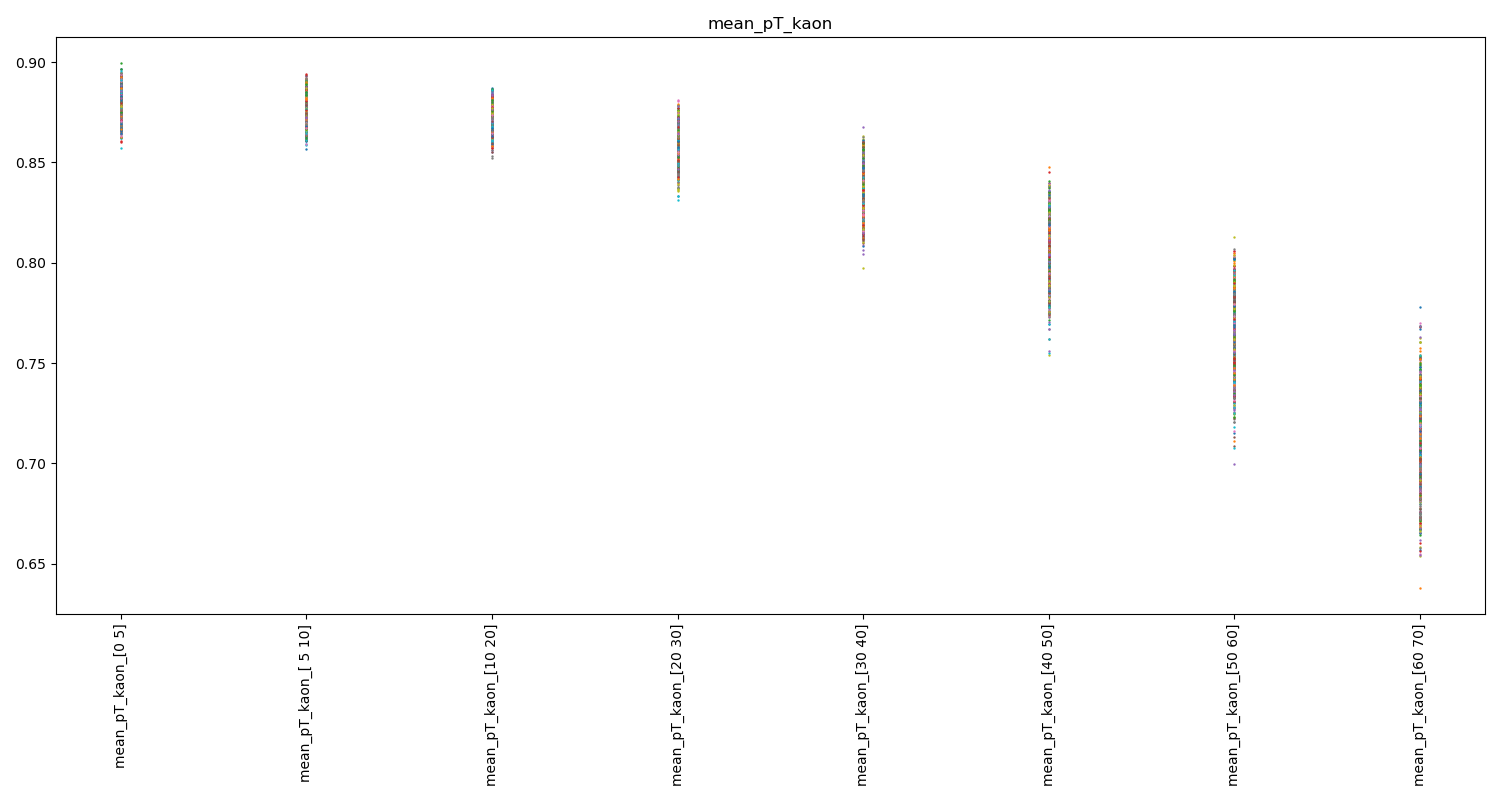 mean_pT_kaon
0.90
0.85
0.80
0.75
0.70
0.65
mean_pT_kaon_[0 5]
mean_pT_kaon_[ 5 10]
mean_pT_kaon_[10 20]
mean_pT_kaon_[20 30]
mean_pT_kaon_[30 40]
mean_pT_kaon_[40 50]
mean_pT_kaon_[50 60]
mean_pT_kaon_[60 70]